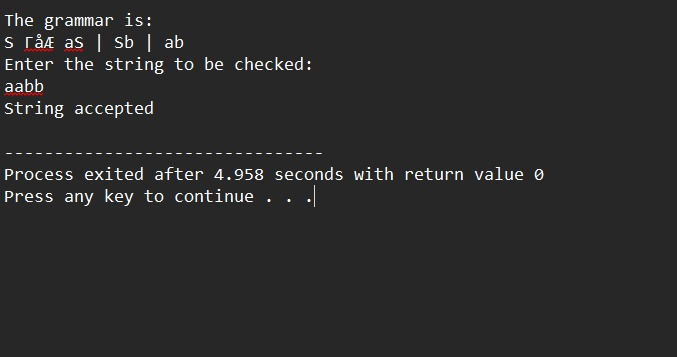 The grammar is:
S ΓåÆ aS | Sb | ab
Enter the string to be checked:
aabb
String accepted
--------------------------------
Process exited after 4.958 seconds with return value 0
Press any key to continue . . .